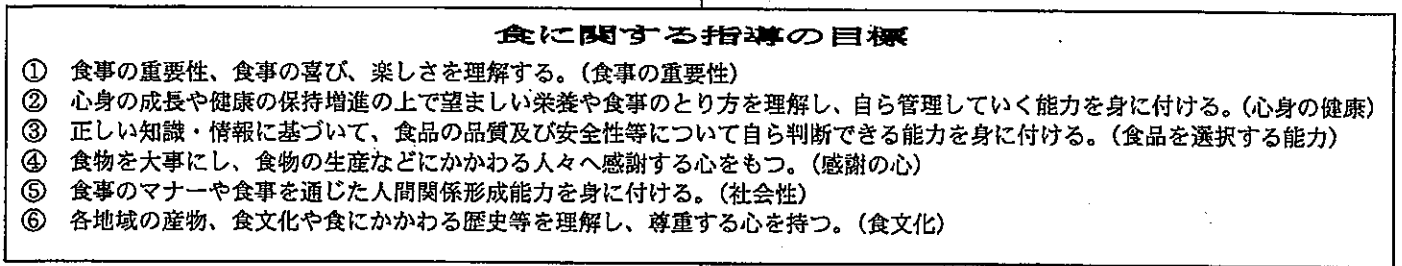 食に関する指導の目標
① 食事の重要性、食事の喜び、楽しさを理解する。(食事の重要性)
② 心身の成長や健康の保持増進の上で望ましい栄養や食事のとり方を理解し、自ら管理していく能力を身に付ける。(心身の健康)
③ 正しい知識・情報に基づいて、食品の品質及び安全性等について自ら判断できる能力を身に付ける。(食品を選択する能力)
④ 食物を大事にし、食物の生産などにかかわる人々へ感謝する心をもつ。(感謝の心)
⑤ 食事のマナーや食事を通じた人間関係形成能力を身に付ける。(社会性)
⑥ 各地域の産物、食文化や食にかかわる歴史等を理解し、尊重する心を持つ。(食文化)